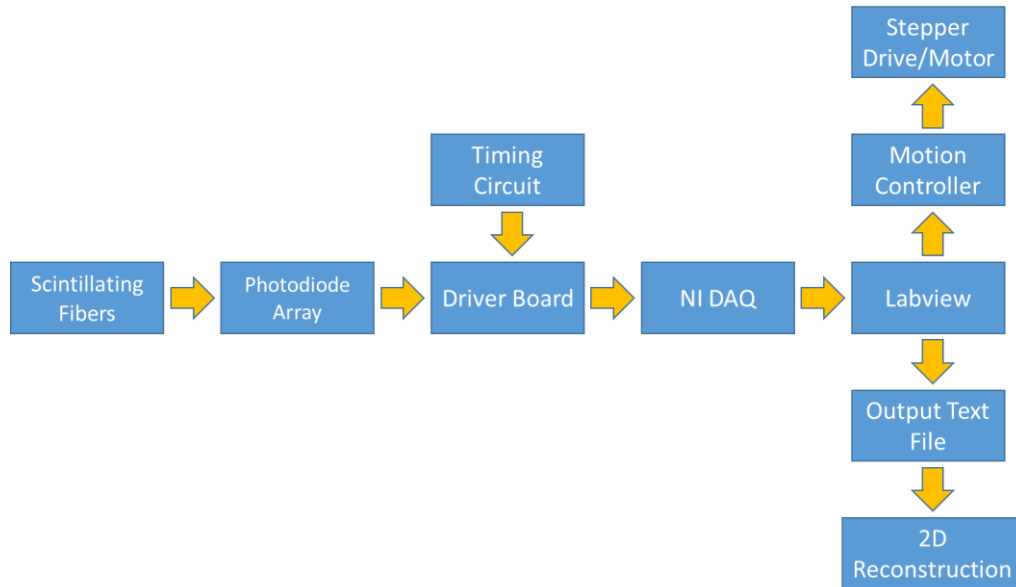 Stepper
Drive/Motor
Timing
Circuit
Motion
Controller
Scintillating
Fibers
Photodiode
Array
Driver Board
NI DAQ
Labview
Output Text
File
2D
Reconstruction